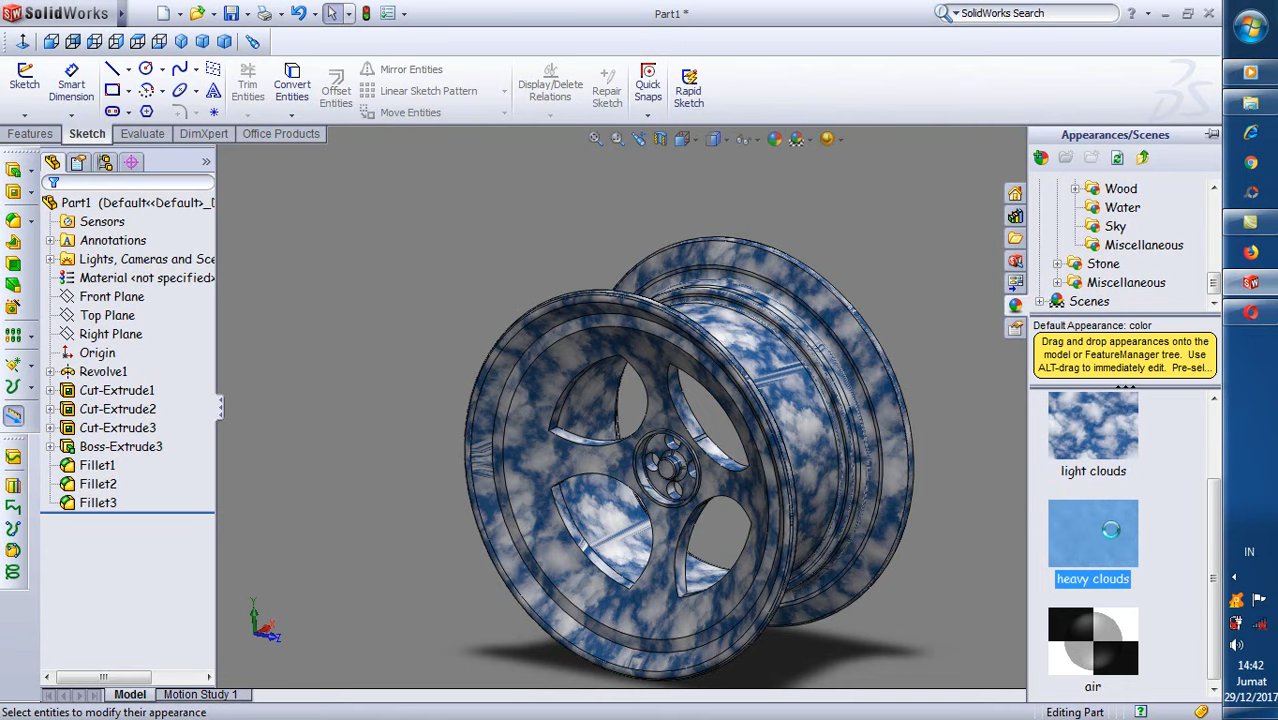 SolidWorks
Part1 *
SolidWorks Search
Sketch
Smart Dimension
Trim Entities
Convert Entities
Offset Entities
Mirror Entities
Linear Sketch Pattern
Move Entities
Display/Delete Relations
Repair Sketch
Quick Snaps
Rapid Sketch
Features
Sketch
Evaluate
DimXpert
Office Products
Part1 (Default<<Default>_D
Sensors
Annotations
Lights, Cameras and Sce
Material <not specified>
Front Plane
Top Plane
Right Plane
Origin
Revolve1
Cut-Extrude1
Cut-Extrude2
Cut-Extrude3
Boss-Extrude3
Fillet1
Fillet2
Fillet3
Y
X
Z
Model
Motion Study 1
Select entities to modify their appearance
Editing Part
Appearances/Scenes
Wood
Water
Sky
Miscellaneous
Stone
Miscellaneous
Scenes
Default Appearance: color
Drag and drop appearances onto the
model or FeatureManager tree. Use
ALT-drag to immediately edit. Pre-sel...
light clouds
heavy clouds
air
IN
14:42
Jumat
29/12/2017